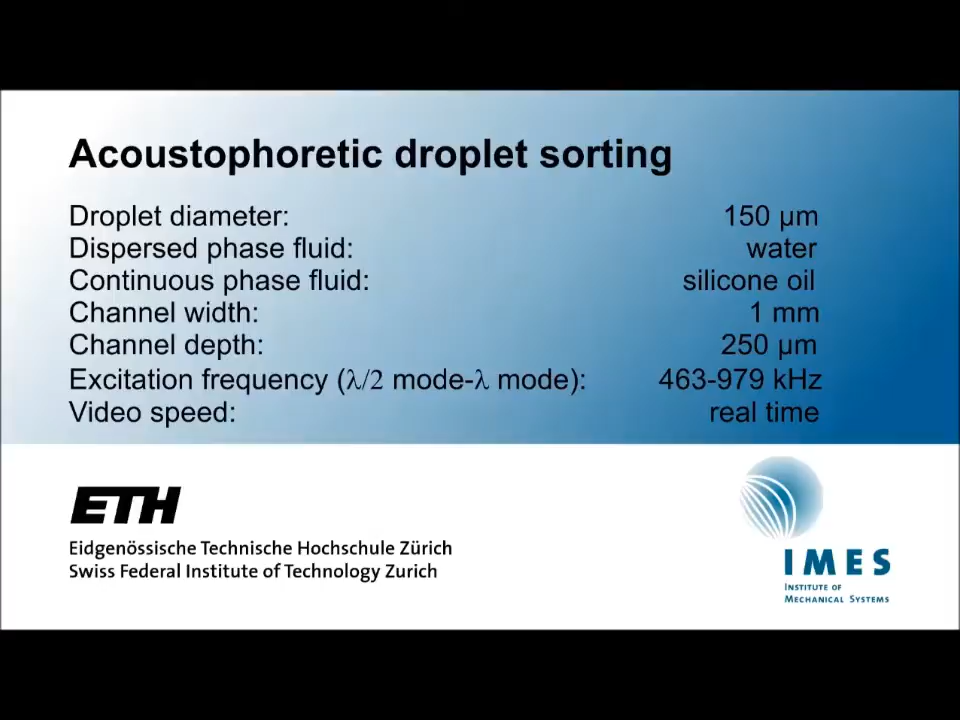 Acoustophoretic droplet sorting
Droplet diameter: 150 µm
Dispersed phase fluid: water
Continuous phase fluid: silicone oil
Channel width: 1 mm
Channel depth: 250 µm
Excitation frequency (λ/2 mode-λ mode): 463-979 kHz
Video speed: real time
ETH
Eidgenössische Technische Hochschule Zürich
Swiss Federal Institute of Technology Zurich
IMES
INSTITUTE OF
MECHANICAL SYSTEMS